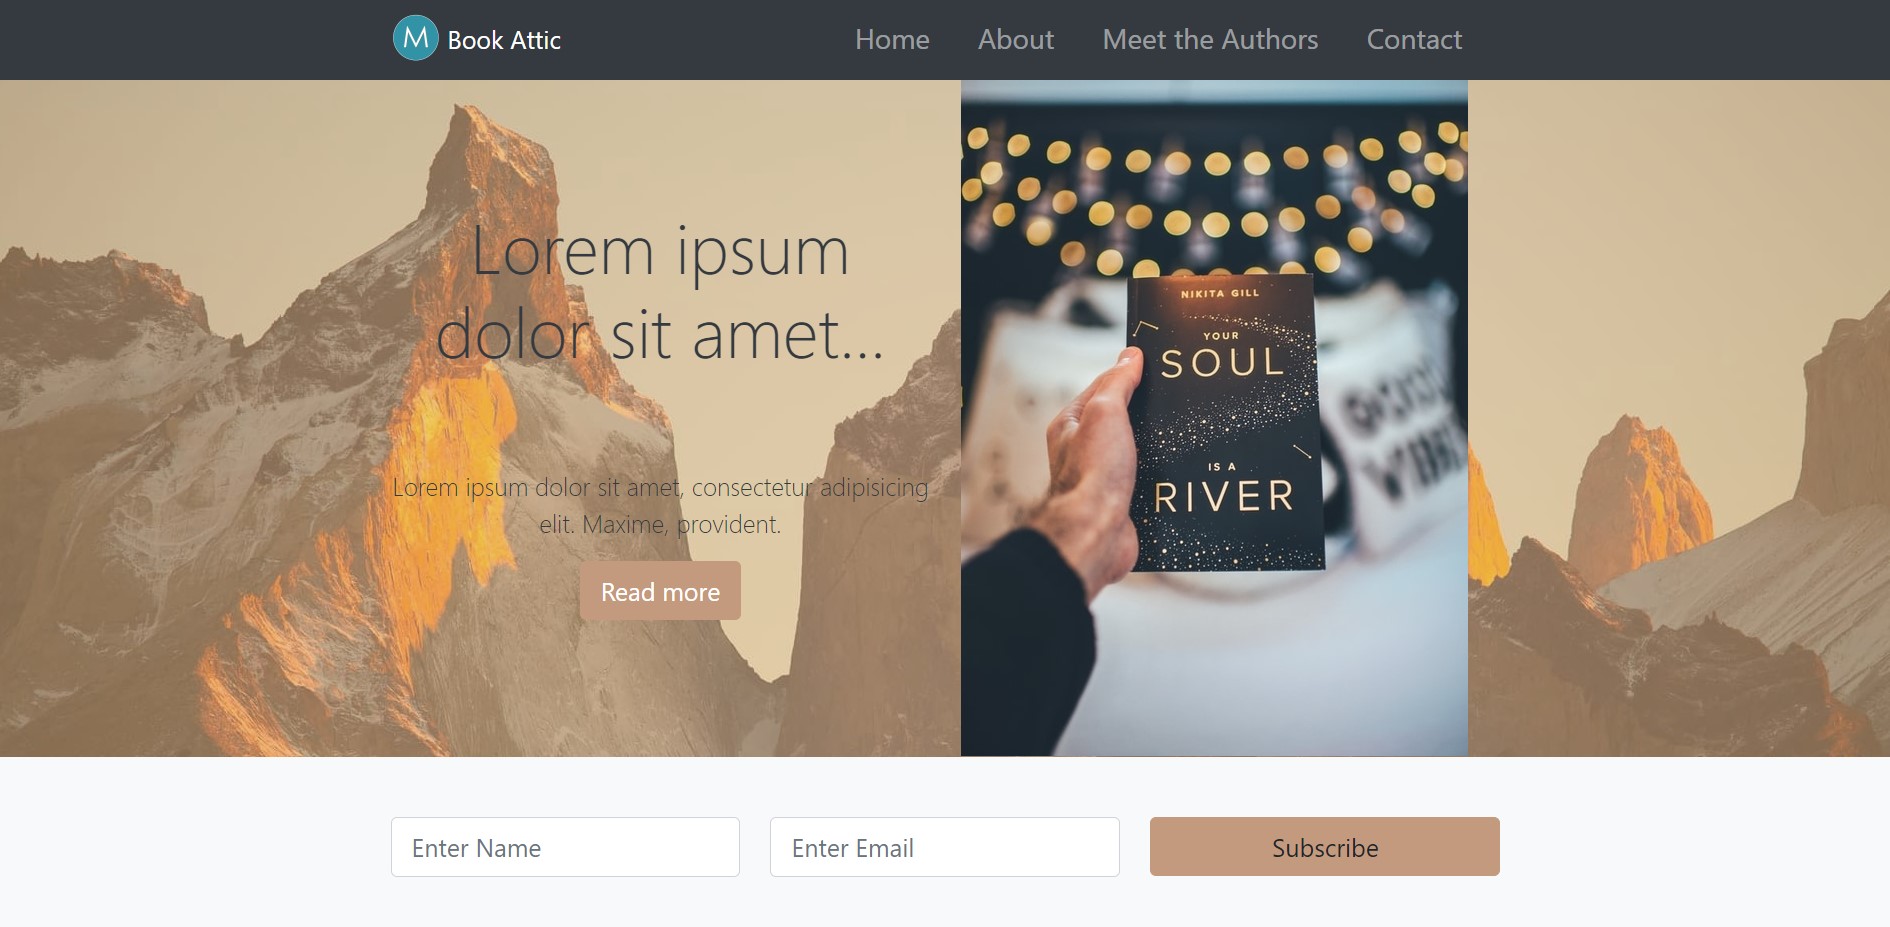 M Book Attic
Home About Meet the Authors Contact
Lorem ipsum
dolor sit amet...
Lorem ipsum dolor sit amet, consectetur adipisicing
elit. Maxime, provident.
Read more
NIKITA GILL
YOUR
SOUL
IS A
RIVER
Enter Name
Enter Email
Subscribe